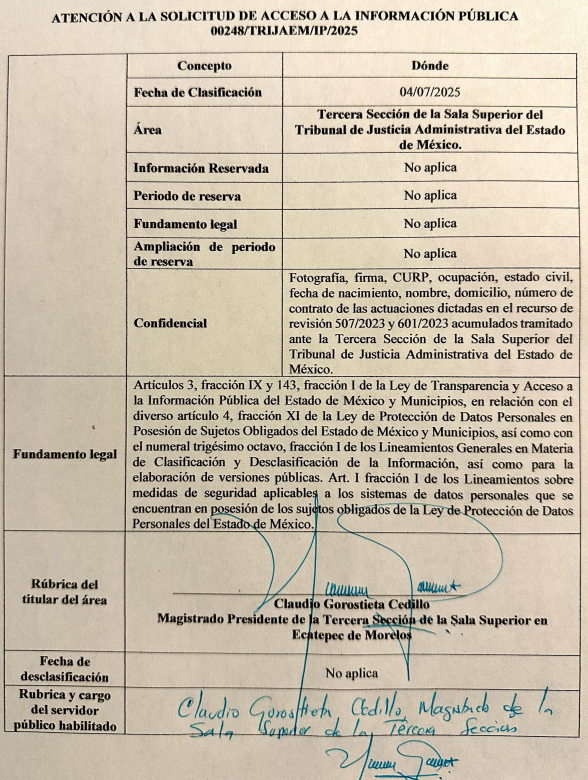 ATENCIÓN A LA SOLICITUD DE ACCESO A LA INFORMACIÓN PÚBLICA
00248/TRIJAEM/IP/2025
Concepto
Dónde
Fecha de Clasificación
04/07/2025
Área
Tercera Sección de la Sala Superior del
Tribunal de Justicia Administrativa del Estado
de México.
Información Reservada
No aplica
Periodo de reserva
No aplica
Fundamento legal
No aplica
Ampliación de periodo
de reserva
No aplica
Confidencial
Fotografía, firma, CURP, ocupación, estado civil,
fecha de nacimiento, nombre, domicilio, número de
contrato de las actuaciones dictadas en el recurso de
revisión 507/2023 y 601/2023 acumulados tramitado
ante la Tercera Sección de la Sala Superior del
Tribunal de Justicia Administrativa del Estado de
México.
Fundamento legal
Artículos 3, fracción IX y 143, fracción I de la Ley de Transparencia y Acceso a
la Información Pública del Estado de México y Municipios, en relación con el
diverso artículo 4, fracción XI de la Ley de Protección de Datos Personales en
Posesión de Sujetos Obligados del Estado de México y Municipios, así como con
el numeral trigésimo octavo, fracción I de los Lineamientos Generales en Materia
de Clasificación y Desclasificación de la Información, así como para la
elaboración de versiones públicas. Art. I fracción I de los Lineamientos sobre
medidas de seguridad aplicables a los sistemas de datos personales que se
encuentran en posesión de los sujetos obligados de la Ley de Protección de Datos
Personales del Estado de México.
Rúbrica del
titular del área
Claudio Gorostieta Cedillo
Magistrado Presidente de la Tercera Sección de la Sala Superior en
Ecatepec de Morelos
Fecha de
desclasificación
No aplica
Rubrica y cargo
del servidor
público habilitado
Claudio Gorostieta Cedillo Magistrado de la
Sala Superior de la Tercera Seccion